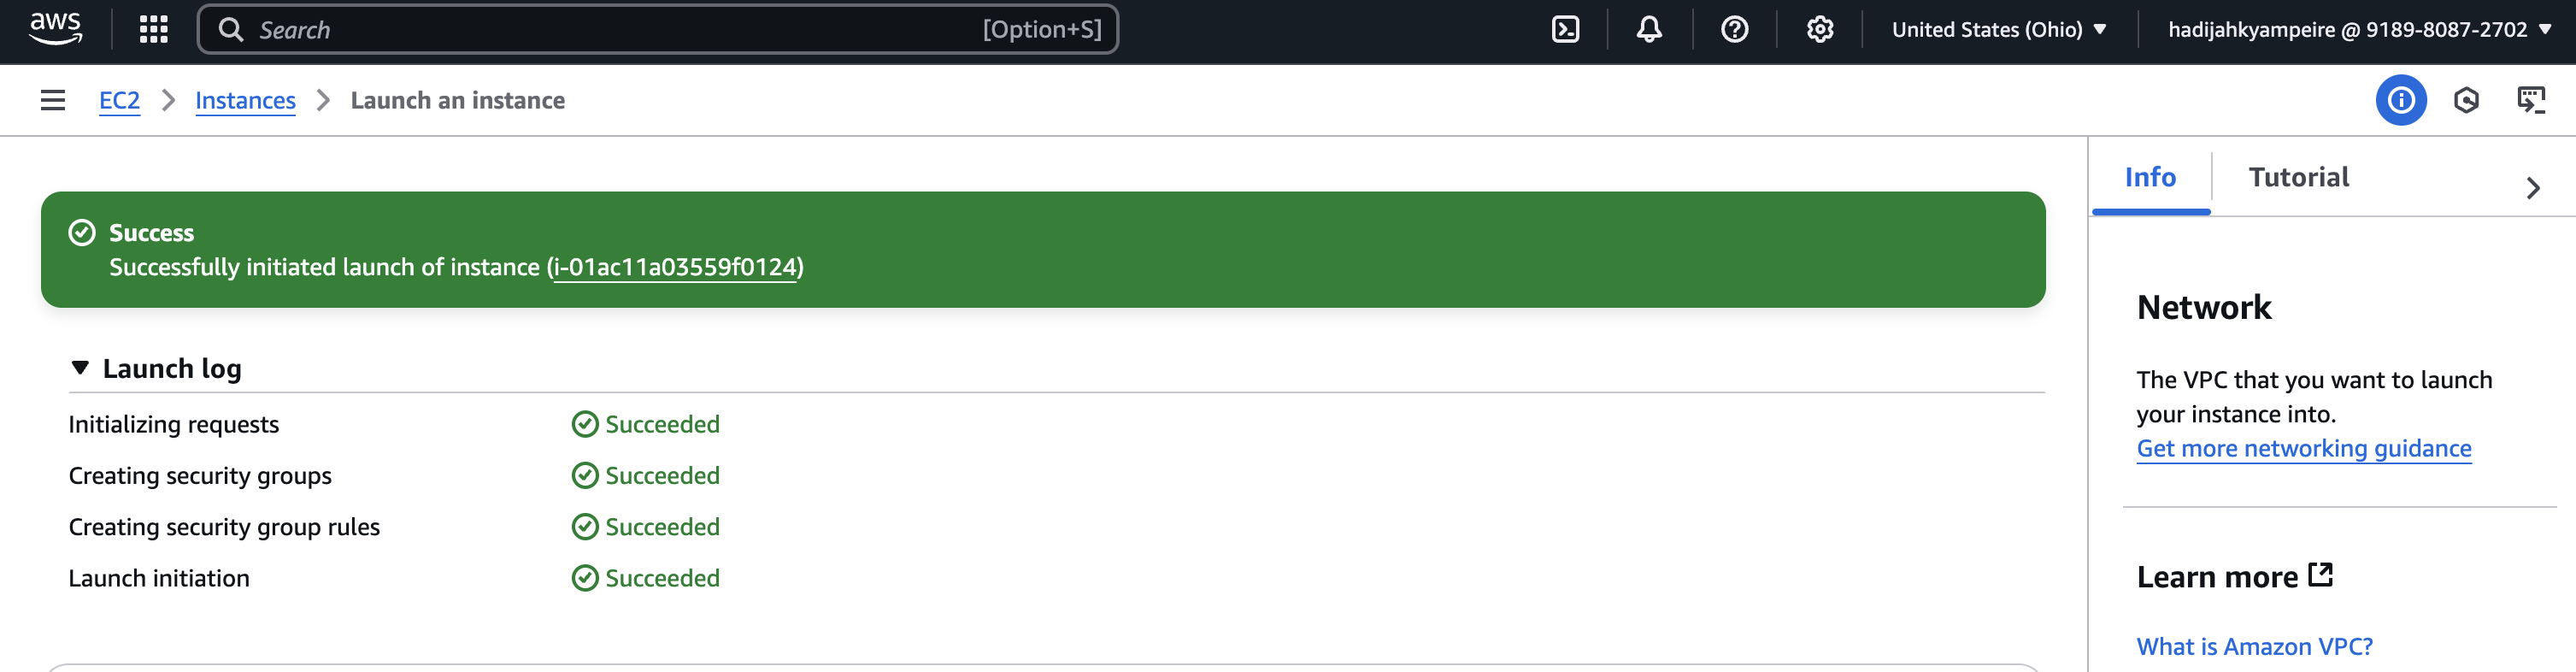 aws
Search [Option+S]
United States (Ohio)
hadijahkyampeire @ 9189-8087-2702
EC2 Instances Launch an instance
Success
Successfully initiated launch of instance (i-01ac11a03559f0124)
Launch log
Initializing requests Succeeded
Creating security groups Succeeded
Creating security group rules Succeeded
Launch initiation Succeeded
Info Tutorial
Network
The VPC that you want to launch
your instance into.
Get more networking guidance
Learn more
What is Amazon VPC?